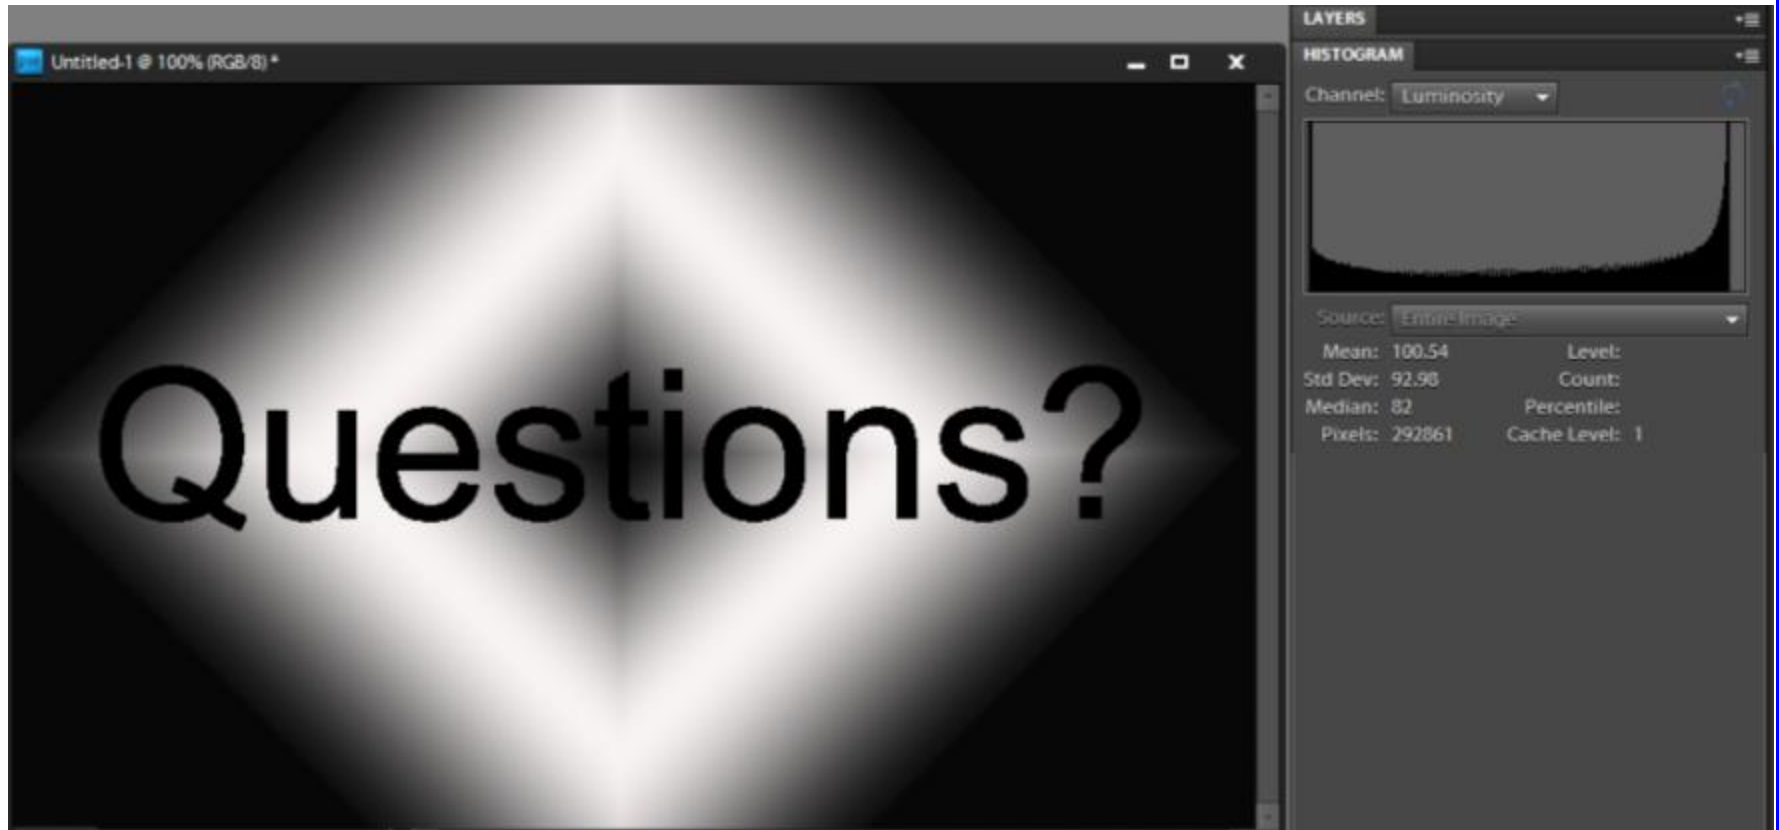 Untitled-1 @ 100% (RGB/8) *
Questions?
LAYERS
HISTOGRAM
Channel: Luminosity
Source: Entire Image
Mean: 100.54 Level:
Std Dev: 92.98 Count:
Median: 82 Percentile:
Pixels: 292861 Cache Level: 1